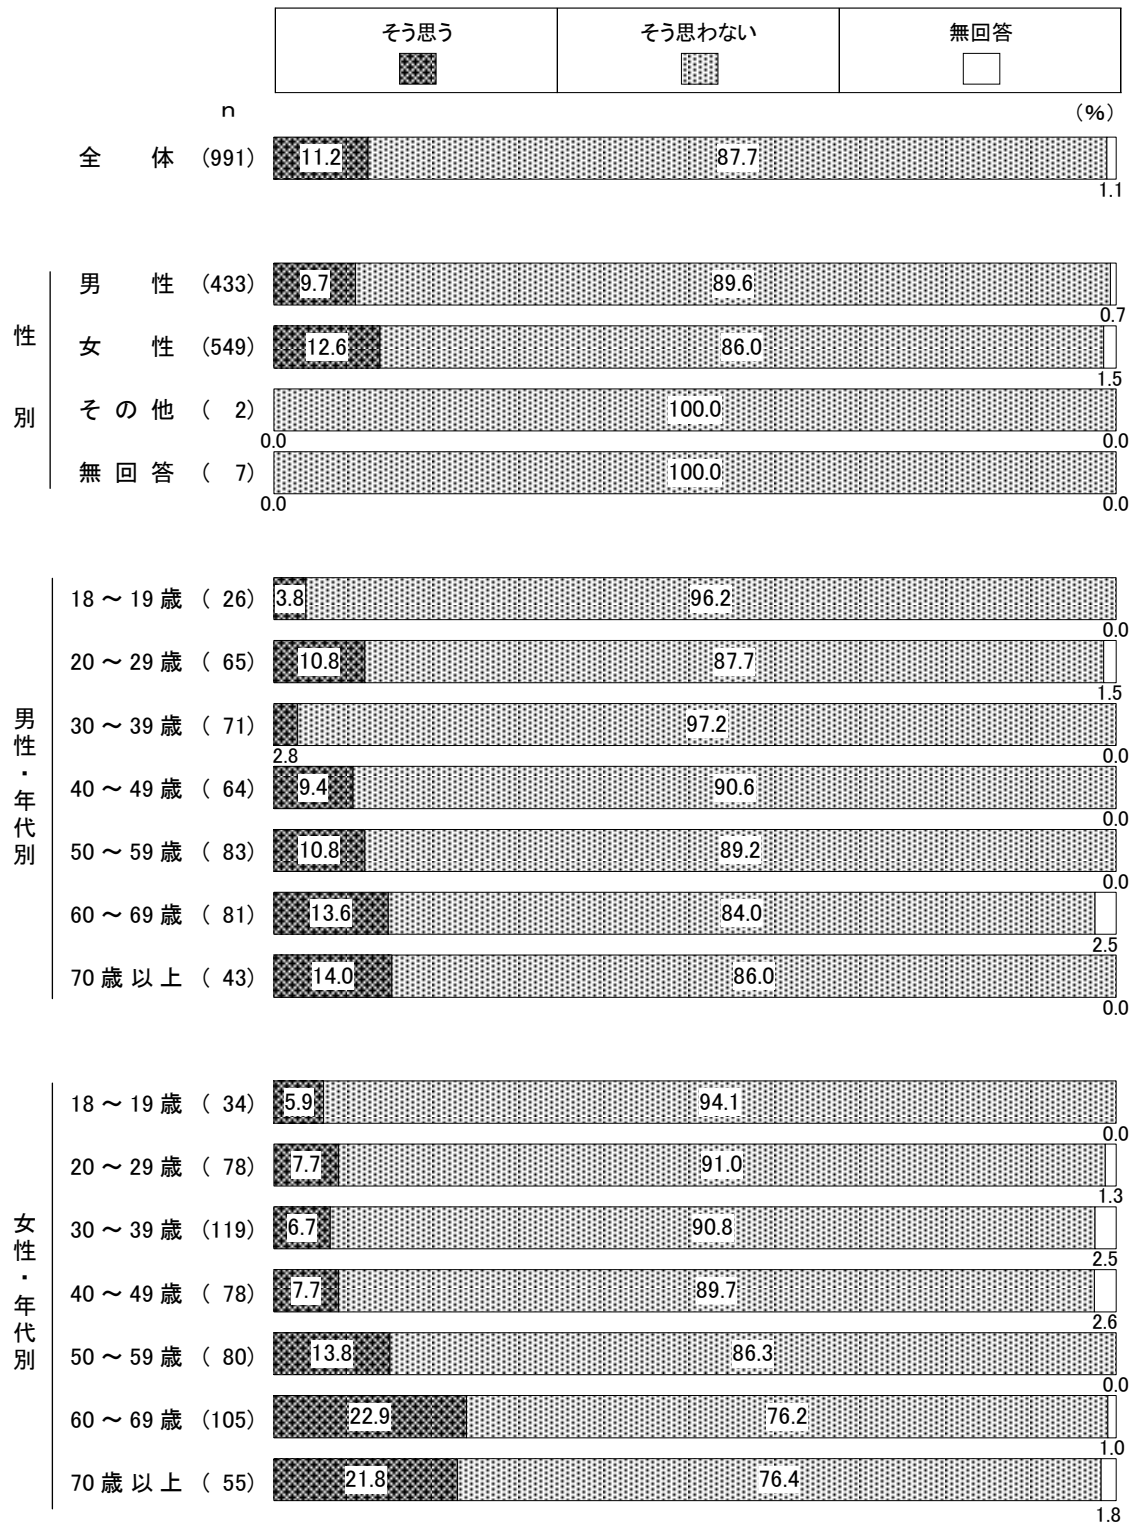 そう思う そう思わない 無回答
n (%)
全 体 (991) 11.2 87.7
1.1
性別
男 性 (433) 9.7 89.6
0.7
女 性 (549) 12.6 86.0
1.5
その他 ( 2) 100.0
0.0 0.0
無回答 ( 7) 100.0
0.0 0.0
男性・年代別
18～19歳 ( 26) 3.8 96.2
0.0
20～29歳 ( 65) 10.8 87.7
1.5
30～39歳 ( 71) 97.2
2.8 0.0
40～49歳 ( 64) 9.4 90.6
0.0
50～59歳 ( 83) 10.8 89.2
0.0
60～69歳 ( 81) 13.6 84.0
2.5
70歳以上 ( 43) 14.0 86.0
0.0
女性・年代別
18～19歳 ( 34) 5.9 94.1
0.0
20～29歳 ( 78) 7.7 91.0
1.3
30～39歳 (119) 6.7 90.8
2.5
40～49歳 ( 78) 7.7 89.7
2.6
50～59歳 ( 80) 13.8 86.3
0.0
60～69歳 (105) 22.9 76.2
1.0
70歳以上 ( 55) 21.8 76.4
1.8